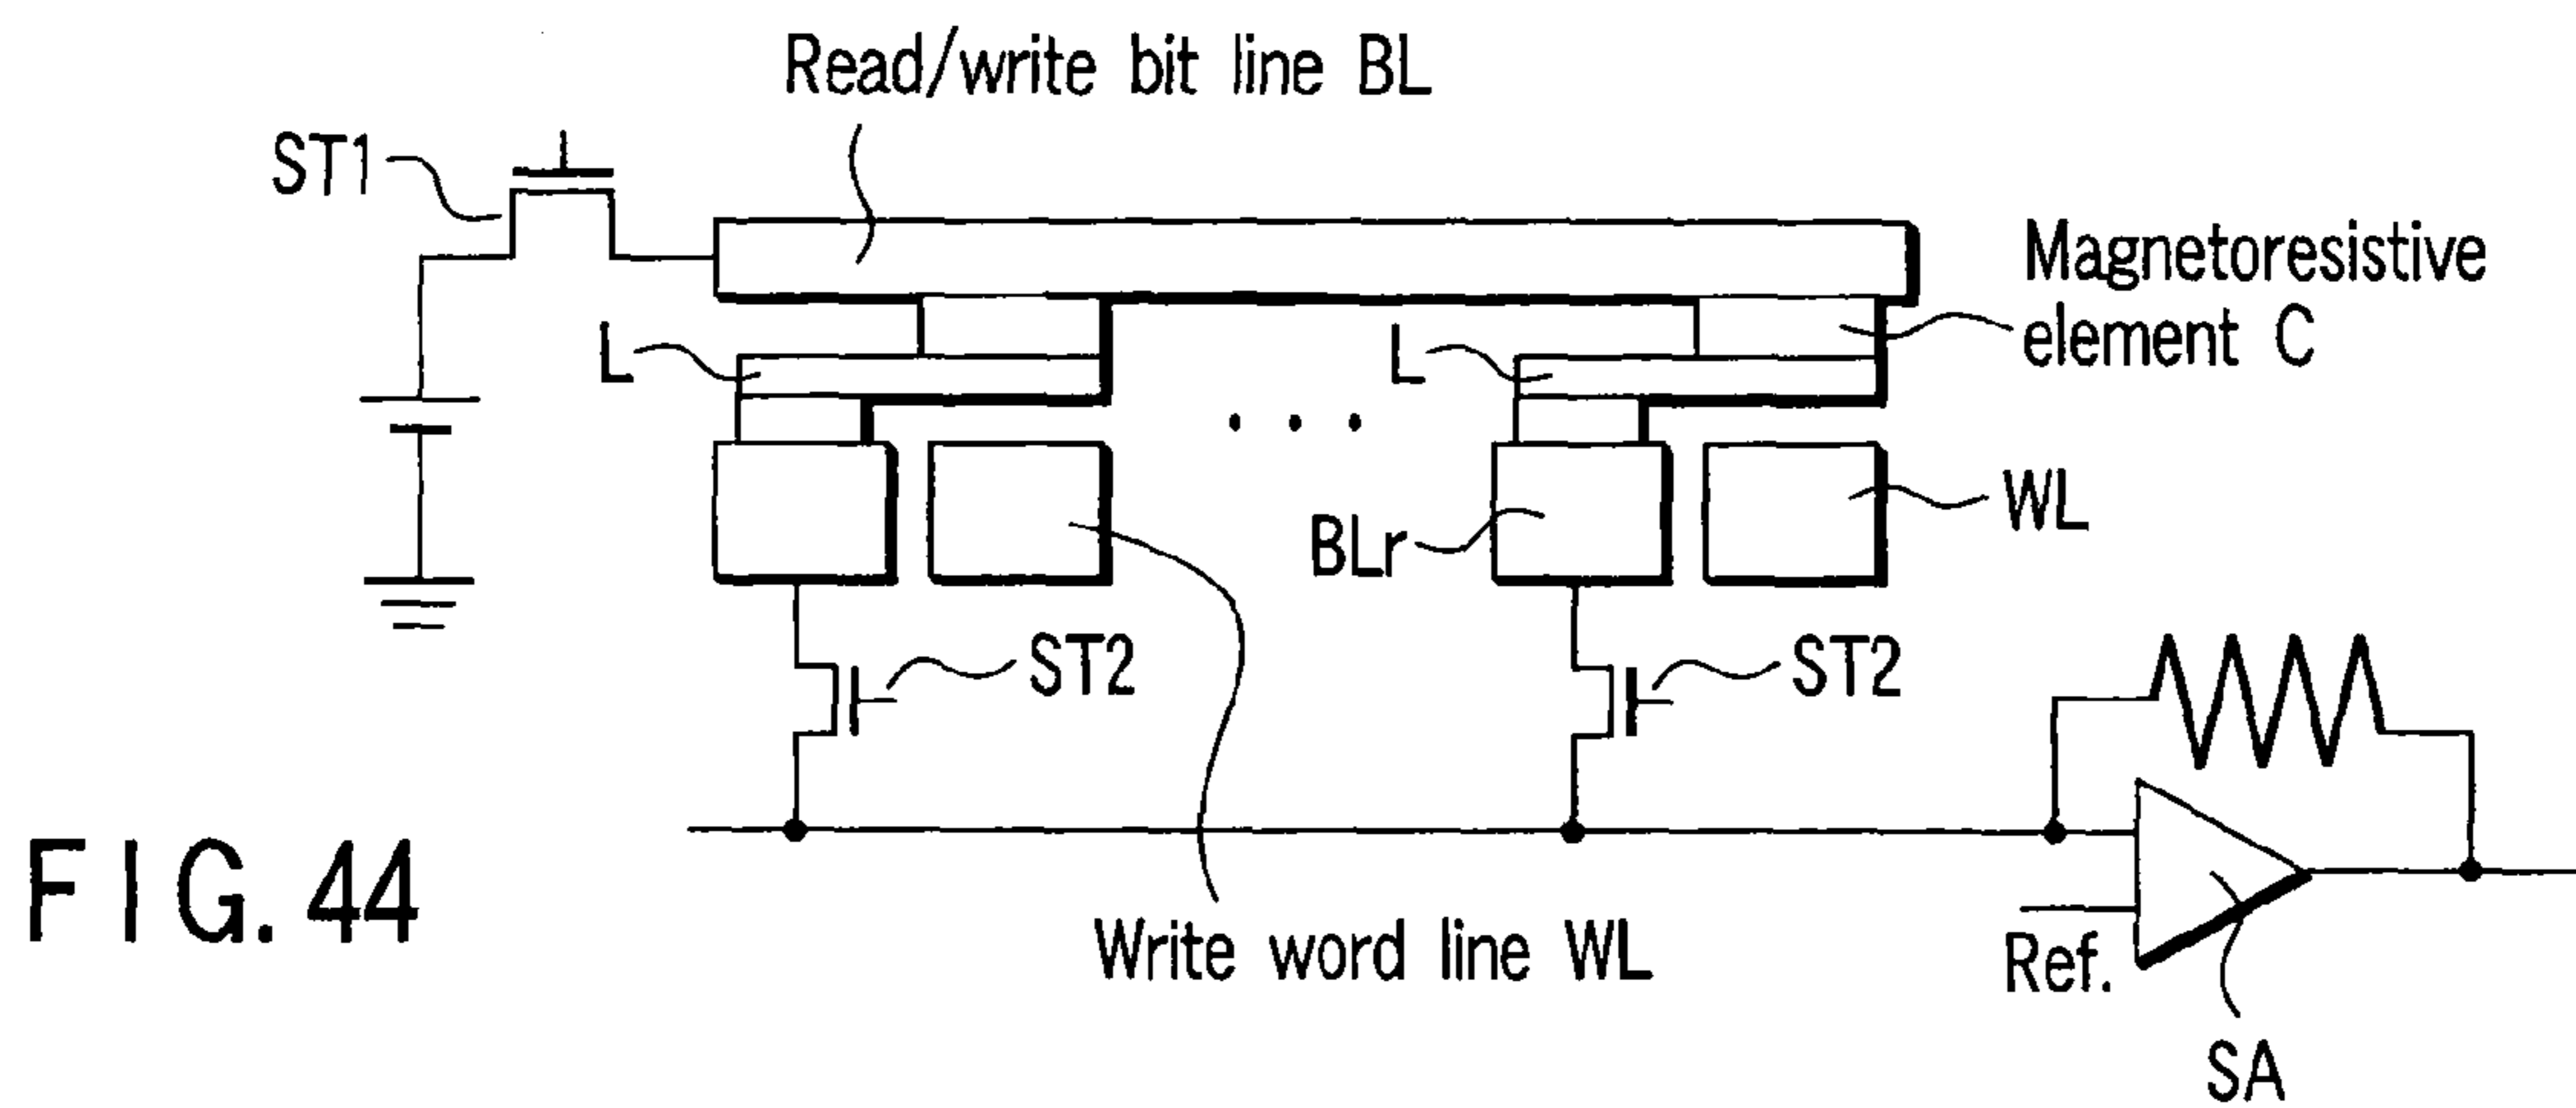 Read/write bit line BL
ST1
Magnetoresistive
element C
L
L
BLr
WL
ST2
ST2
FIG. 44
Write word line WL
Ref.
SA